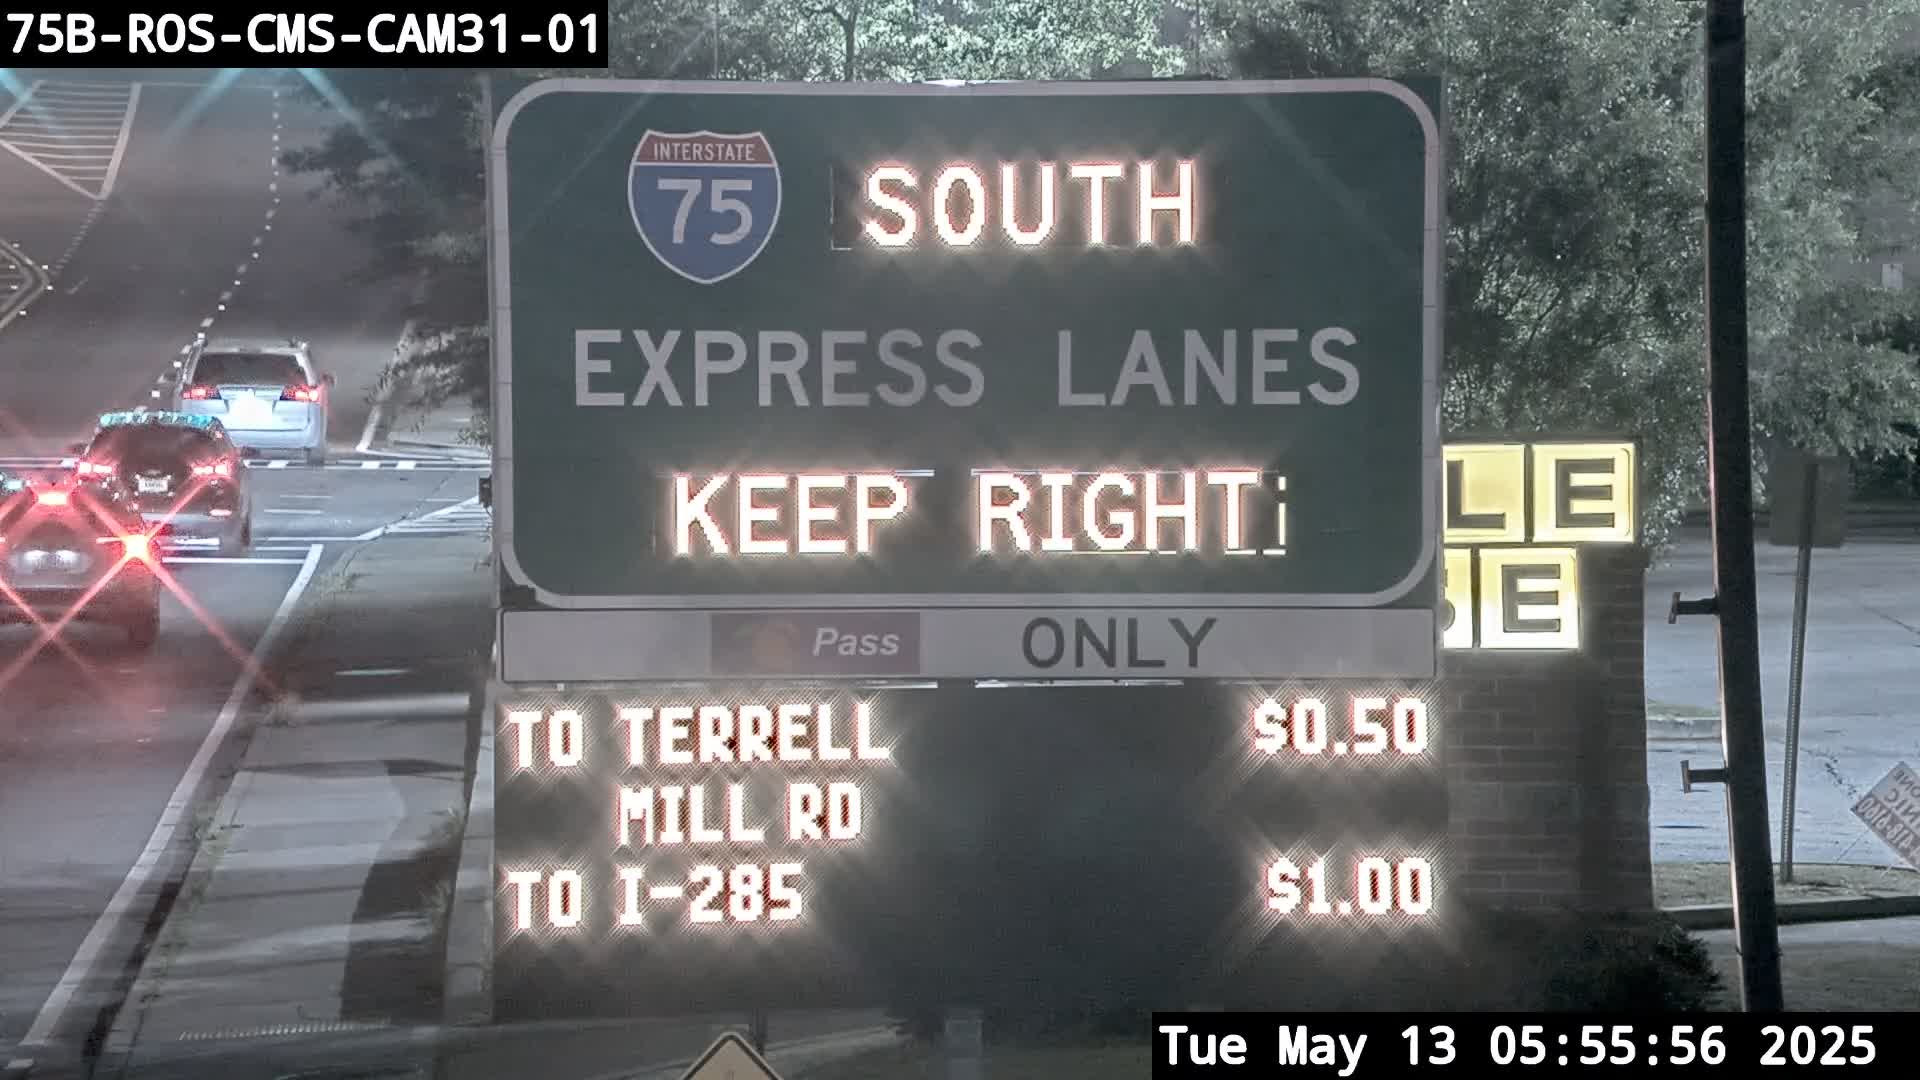 75B-ROS-CMS-CAM31-01
INTERSTATE
75
SOUTH
EXPRESS LANES
KEEP RIGHT
Pass ONLY
TO TERRELL $0.50
MILL RD
TO I-285 $1.00
LE
E
Tue May 13 05:55:56 2025